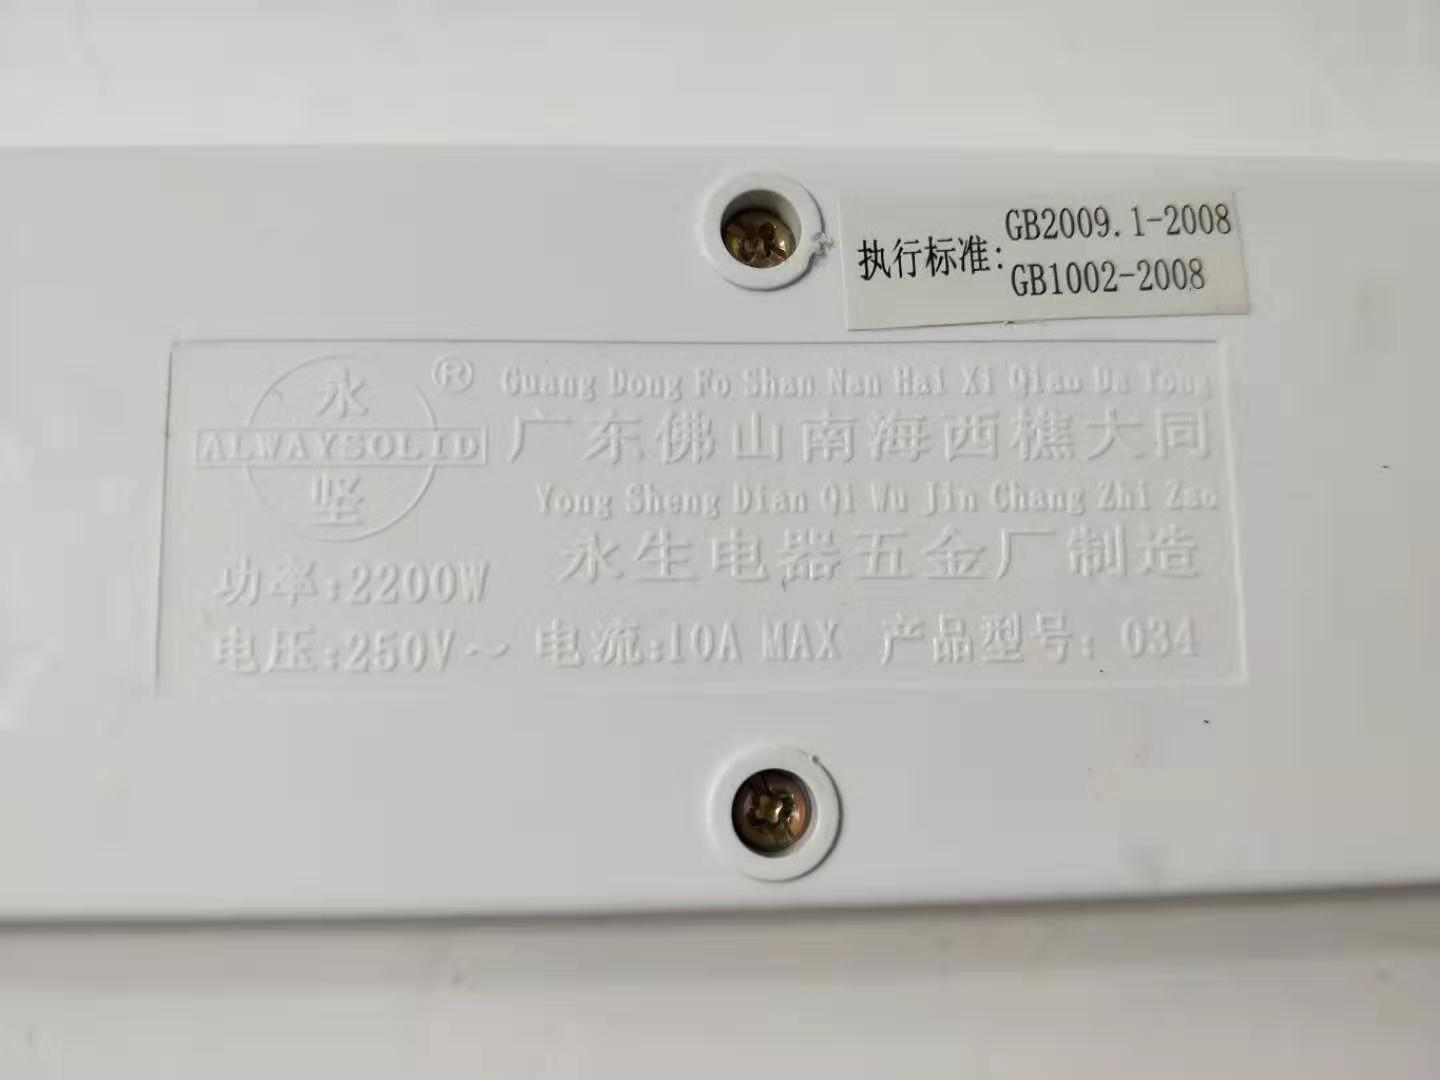 执行标准:
GB2009.1-2008
GB1002-2008
永
ALWAYSOLID
坚
®
Guang Dong Fo Shan Nan Hai Xi Qiao Da Tong
广东佛山南海西樵大同
Yong Sheng Dian Qi Wu Jin Chang Zhi Zao
永生电器五金厂制造
功率:2200W
电压:250V~ 电流:10A MAX 产品型号:034